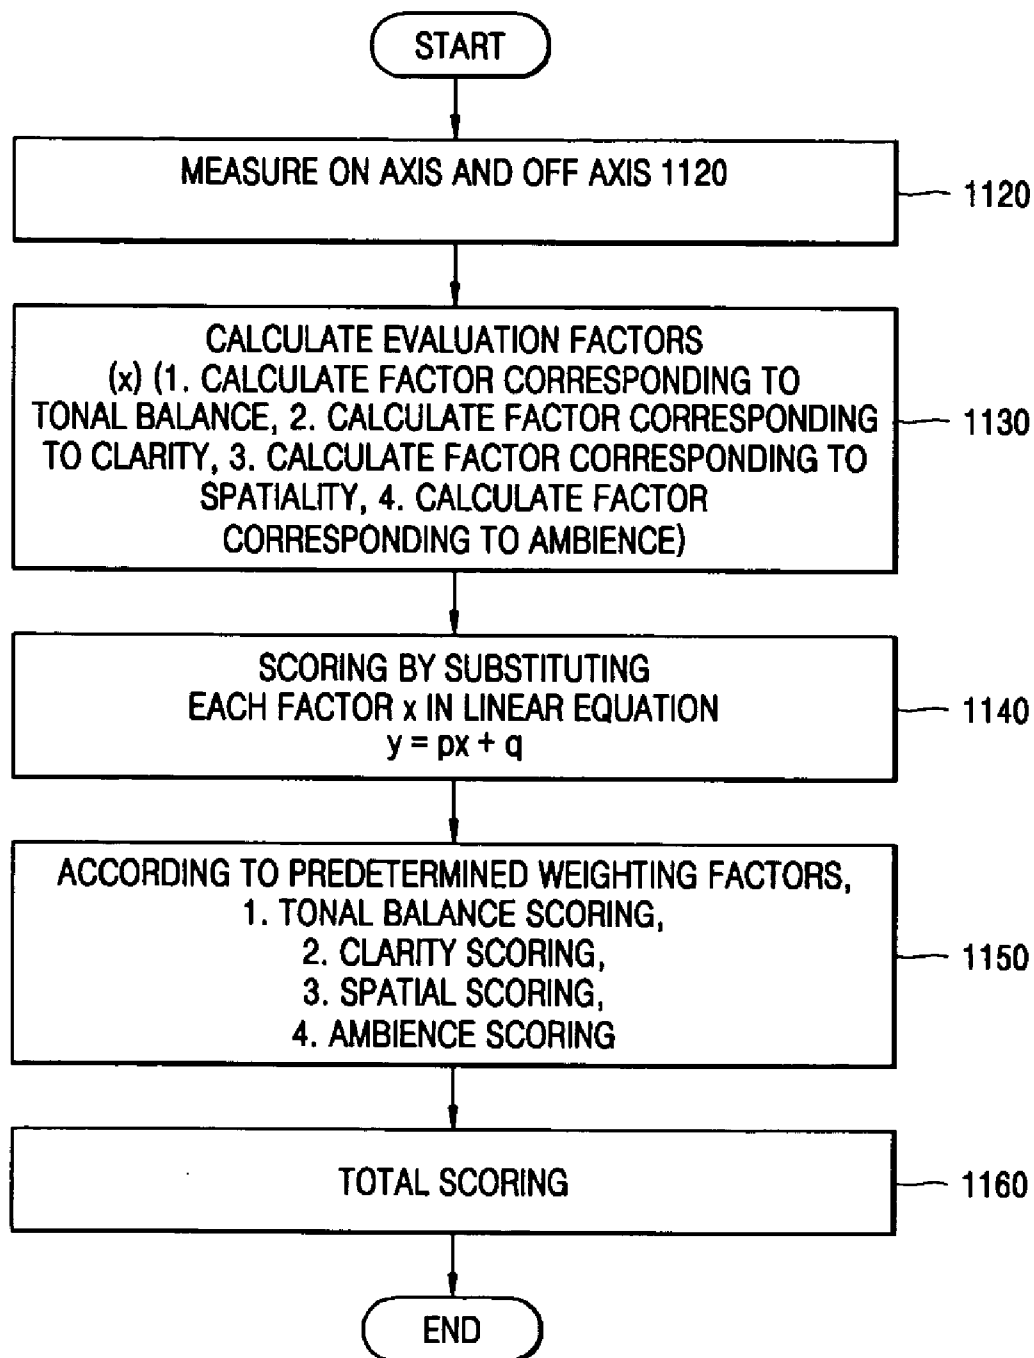 START
MEASURE ON AXIS AND OFF AXIS 1120
1120
CALCULATE EVALUATION FACTORS
(x) (1. CALCULATE FACTOR CORRESPONDING TO
TONAL BALANCE, 2. CALCULATE FACTOR CORRESPONDING
TO CLARITY, 3. CALCULATE FACTOR CORRESPONDING TO
SPATIALITY, 4. CALCULATE FACTOR
CORRESPONDING TO AMBIENCE)
1130
SCORING BY SUBSTITUTING
EACH FACTOR x IN LINEAR EQUATION
y = px + q
1140
ACCORDING TO PREDETERMINED WEIGHTING FACTORS,
1. TONAL BALANCE SCORING,
2. CLARITY SCORING,
3. SPATIAL SCORING,
4. AMBIENCE SCORING
1150
TOTAL SCORING
1160
END